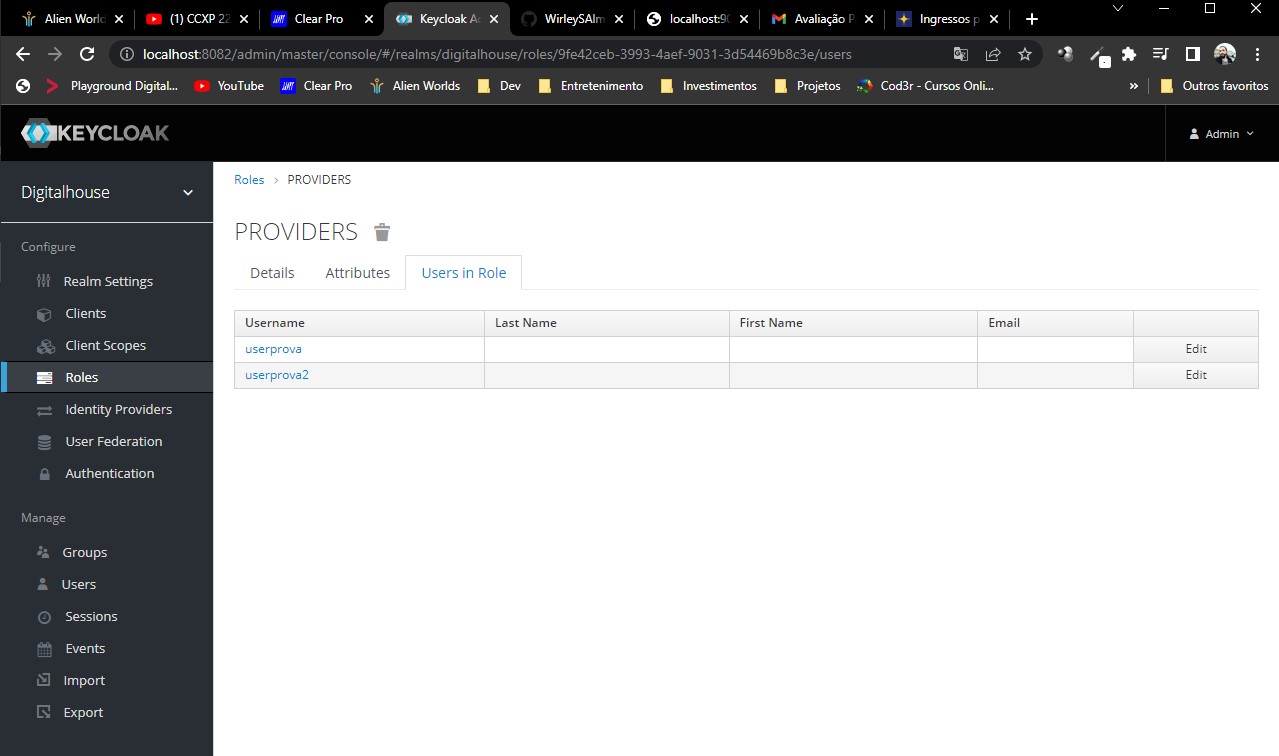 Alien World
(1) CCXP 22
Clear Pro
Keycloak Ad
WirleySAlm
localhost:90
Avaliação P
Ingressos p
localhost:8082/admin/master/console/#/realms/digitalhouse/roles/9fe42ceb-3993-4aef-9031-3d54469b8c3e/users
Playground Digital...
YouTube
Clear Pro
Alien Worlds
Dev
Entretenimento
Investimentos
Projetos
Cod3r - Cursos Onli...
»
Outros favoritos
KEYCLOAK
Admin
Digitalhouse
Configure
Realm Settings
Clients
Client Scopes
Roles
Identity Providers
User Federation
Authentication
Manage
Groups
Users
Sessions
Events
Import
Export
Roles > PROVIDERS
PROVIDERS
Details Attributes Users in Role
Username Last Name First Name Email
userprova Edit
userprova2 Edit